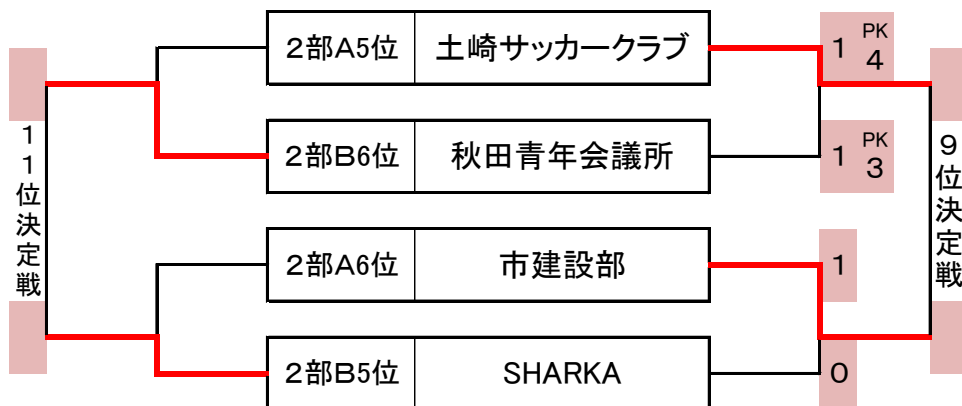 2部A5位 土崎サッカークラブ 1 PK 4
2部B6位 秋田青年会議所 1 PK 3
2部A6位 市建設部 1
2部B5位 SHARKA 0
11位決定戦
9位決定戦